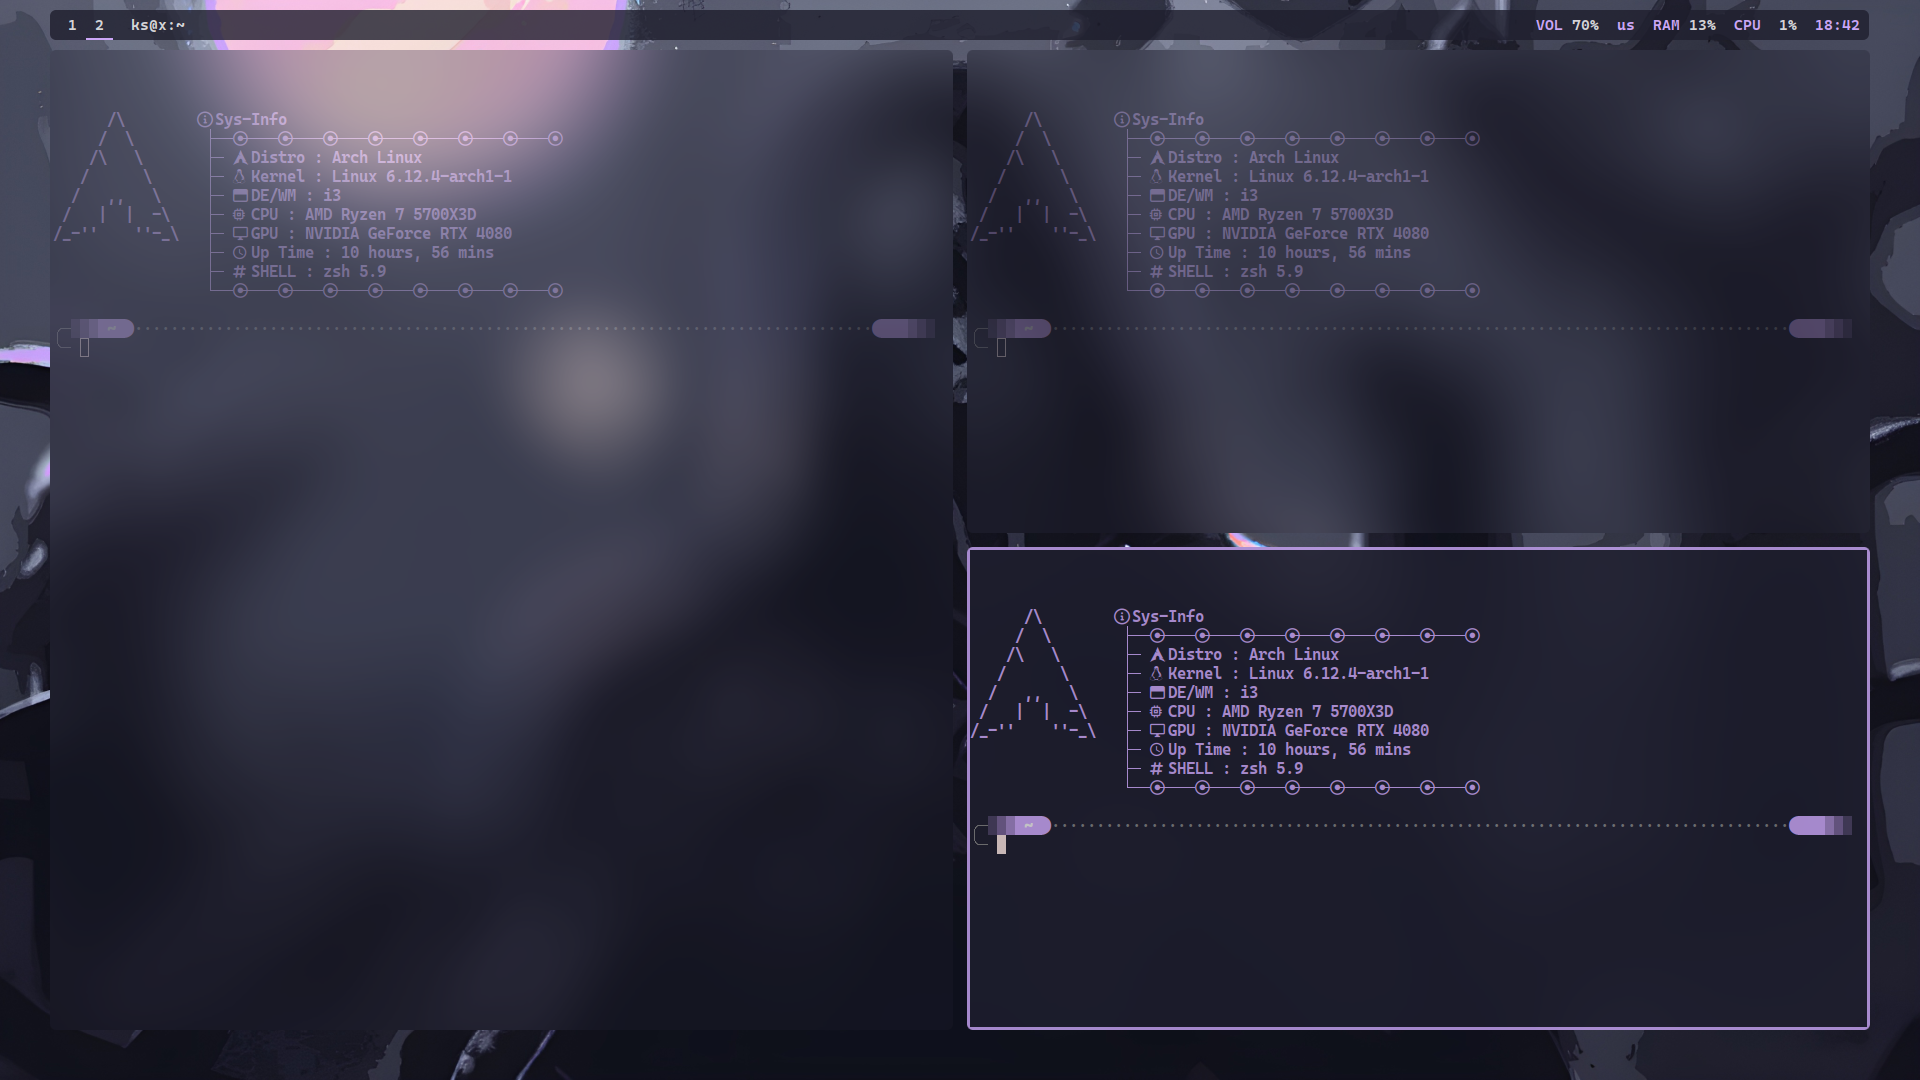 1 2 ks@x:~ VOL 70% us RAM 13% CPU 1% 18:42
Sys-Info
Distro : Arch Linux
Kernel : Linux 6.12.4-arch1-1
DE/WM : i3
CPU : AMD Ryzen 7 5700X3D
GPU : NVIDIA GeForce RTX 4080
Up Time : 10 hours, 56 mins
# SHELL : zsh 5.9
~
Sys-Info
Distro : Arch Linux
Kernel : Linux 6.12.4-arch1-1
DE/WM : i3
CPU : AMD Ryzen 7 5700X3D
GPU : NVIDIA GeForce RTX 4080
Up Time : 10 hours, 56 mins
# SHELL : zsh 5.9
~
Sys-Info
Distro : Arch Linux
Kernel : Linux 6.12.4-arch1-1
DE/WM : i3
CPU : AMD Ryzen 7 5700X3D
GPU : NVIDIA GeForce RTX 4080
Up Time : 10 hours, 56 mins
# SHELL : zsh 5.9
~